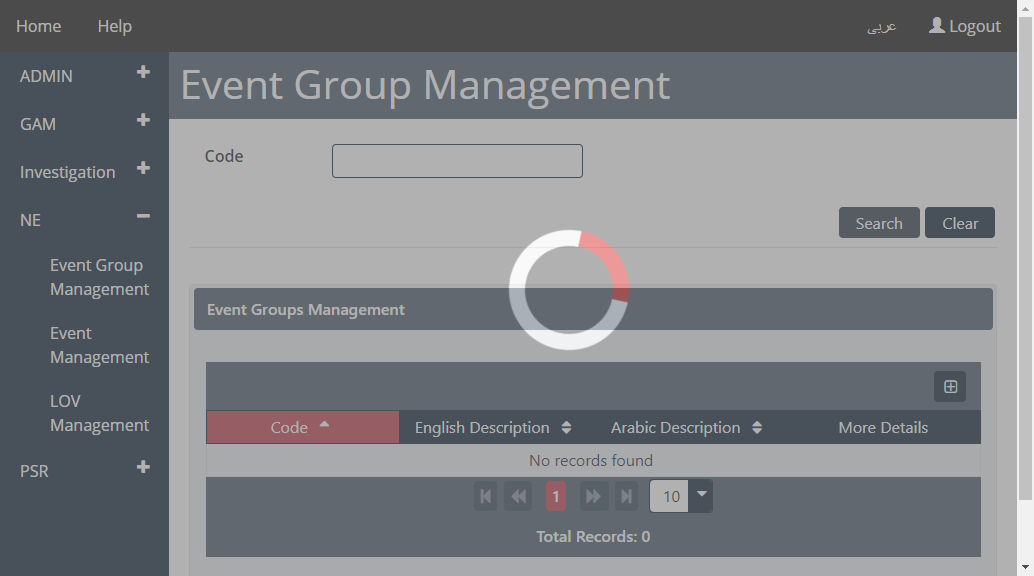 Home Help عربى Logout
Event Group Management
ADMIN
GAM
Investigation
NE
Event Group
Management
Event
Management
LOV
Management
PSR
Code
Search Clear
Event Groups Management
Code English Description Arabic Description More Details
No records found
1 10
Total Records: 0